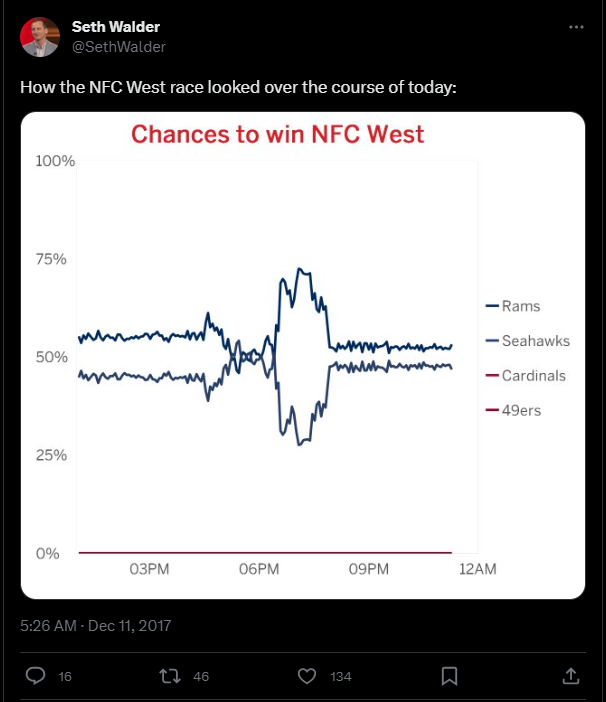 Seth Walder
@SethWalder
How the NFC West race looked over the course of today:
Chances to win NFC West
100%
75%
50%
25%
0%
03PM 06PM 09PM 12AM
Rams
Seahawks
Cardinals
49ers
5:26 AM · Dec 11, 2017
16 46 134